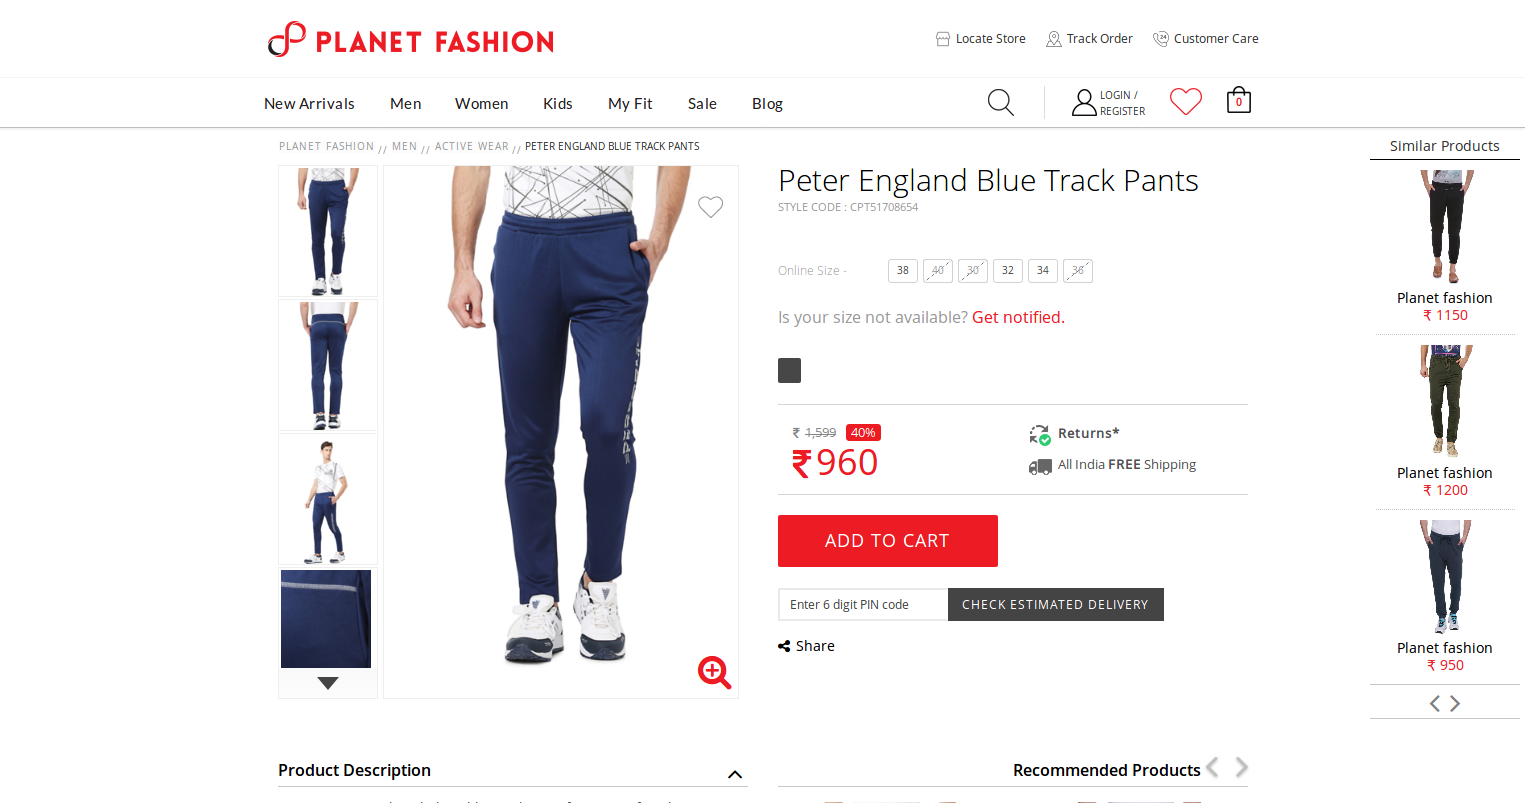 PLANET FASHION
Locate Store
Track Order
Customer Care
New Arrivals
Men
Women
Kids
My Fit
Sale
Blog
LOGIN /
REGISTER
0
PLANET FASHION // MEN // ACTIVE WEAR // PETER ENGLAND BLUE TRACK PANTS
Peter England Blue Track Pants
STYLE CODE : CPT51708654
Online Size -
38
40
30
32
34
36
Is your size not available? Get notified.
₹ 1,599 40%
₹960
Returns*
All India FREE Shipping
ADD TO CART
Enter 6 digit PIN code
CHECK ESTIMATED DELIVERY
Share
Similar Products
Planet fashion
₹ 1150
Planet fashion
₹ 1200
Planet fashion
₹ 950
Product Description
Recommended Products